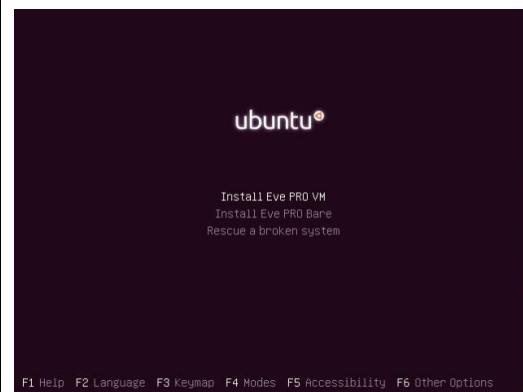 ubuntu
Install Eve PRO VM
Install Eve PRO Bare
Rescue a broken system
F1 Help F2 Language F3 Keymap F4 Modes F5 Accessibility F6 Other Options